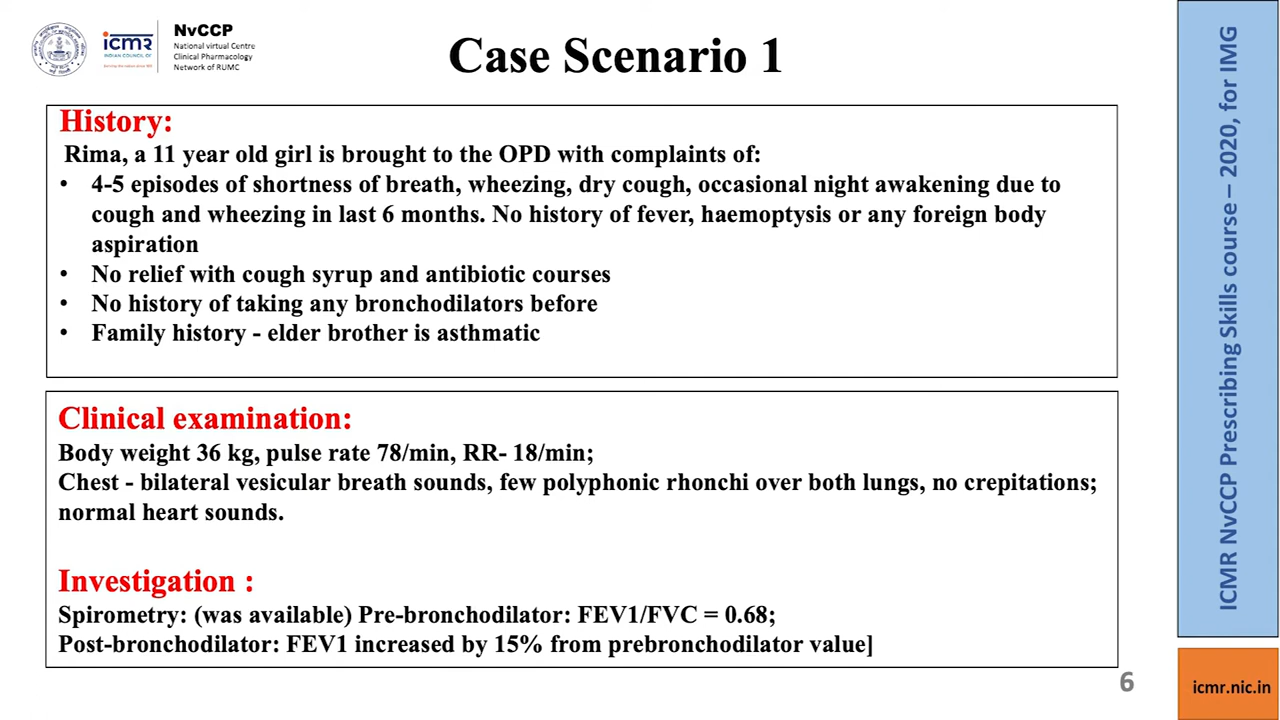 NvCCP
National virtual Centre
Clinical Pharmacology
Network of RUMC
icmr
INDIAN COUNCIL OF
Case Scenario 1
History:
Rima, a 11 year old girl is brought to the OPD with complaints of:
• 4-5 episodes of shortness of breath, wheezing, dry cough, occasional night awakening due to
cough and wheezing in last 6 months. No history of fever, haemoptysis or any foreign body
aspiration
• No relief with cough syrup and antibiotic courses
• No history of taking any bronchodilators before
• Family history - elder brother is asthmatic
Clinical examination:
Body weight 36 kg, pulse rate 78/min, RR- 18/min;
Chest - bilateral vesicular breath sounds, few polyphonic rhonchi over both lungs, no crepitations;
normal heart sounds.
Investigation :
Spirometry: (was available) Pre-bronchodilator: FEV1/FVC = 0.68;
Post-bronchodilator: FEV1 increased by 15% from prebronchodilator value]
6
ICMR NvCCP Prescribing Skills course – 2020, for IMG
icmr.nic.in